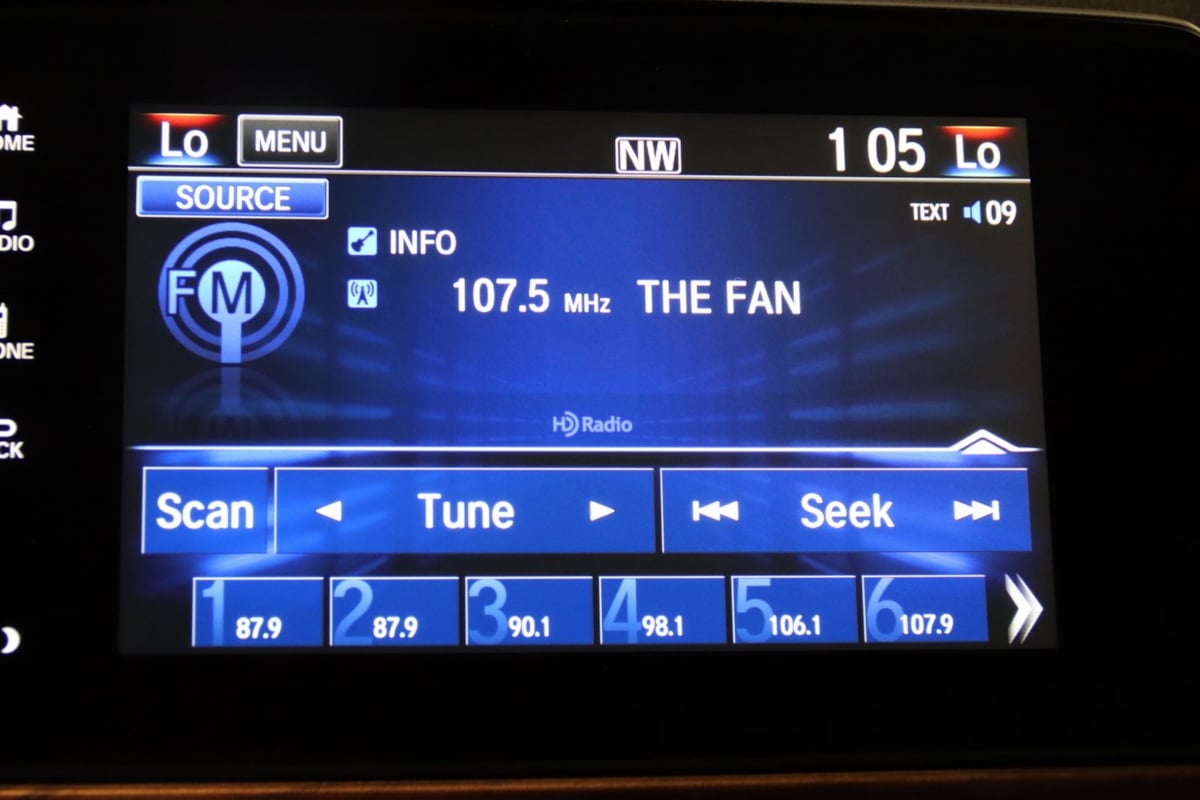 Lo MENU NW 1 05 Lo
OME
SOURCE
TEXT 09
DIO
FM
INFO
107.5 MHz THE FAN
ONE
HD Radio
CK
Scan Tune Seek
1 87.9 2 87.9 3 90.1 4 98.1 5 106.1 6 107.9